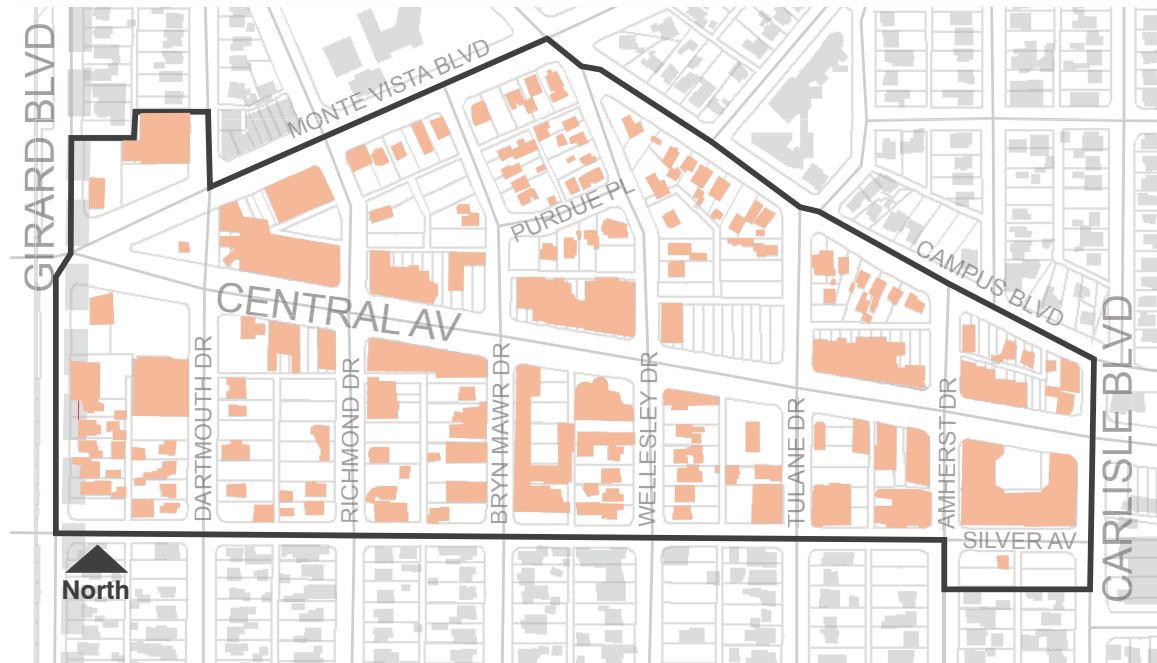 GIRARD BLVD
MONTE VISTA BLVD
PURDUE PL
CAMPUS BLVD
CENTRAL AV
CARLISLE BLVD
DARTMOUTH DR
RICHMOND DR
BRYN MAWR DR
WELLESLEY DR
TULANE DR
AMHERST DR
SILVER AV
North